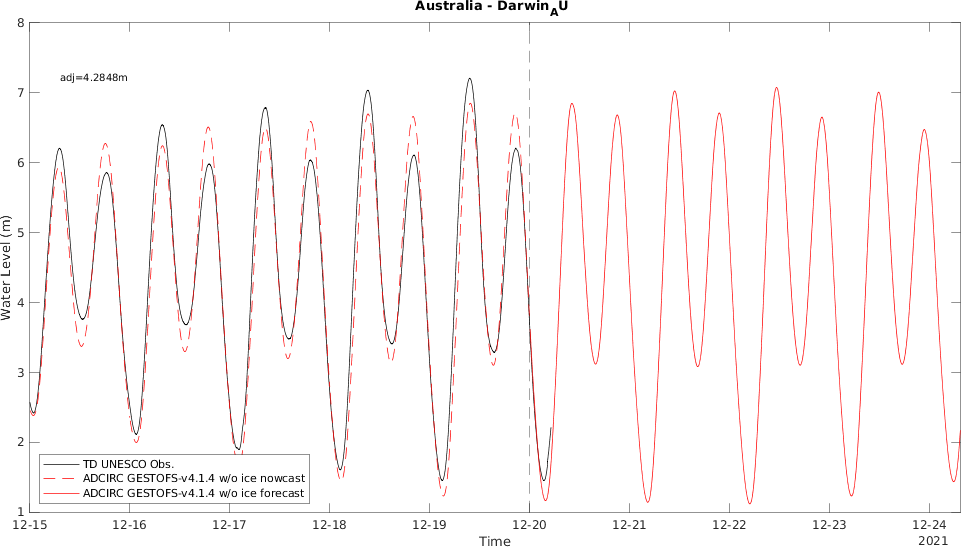 Australia - Darwin_AU
8
adj=4.2848m
7
6
5
4
3
2
1
Water Level (m)
TD UNESCO Obs.
ADCIRC GESTOFS-v4.1.4 w/o ice nowcast
ADCIRC GESTOFS-v4.1.4 w/o ice forecast
12-15 12-16 12-17 12-18 12-19 12-20 12-21 12-22 12-23 12-24
Time
2021